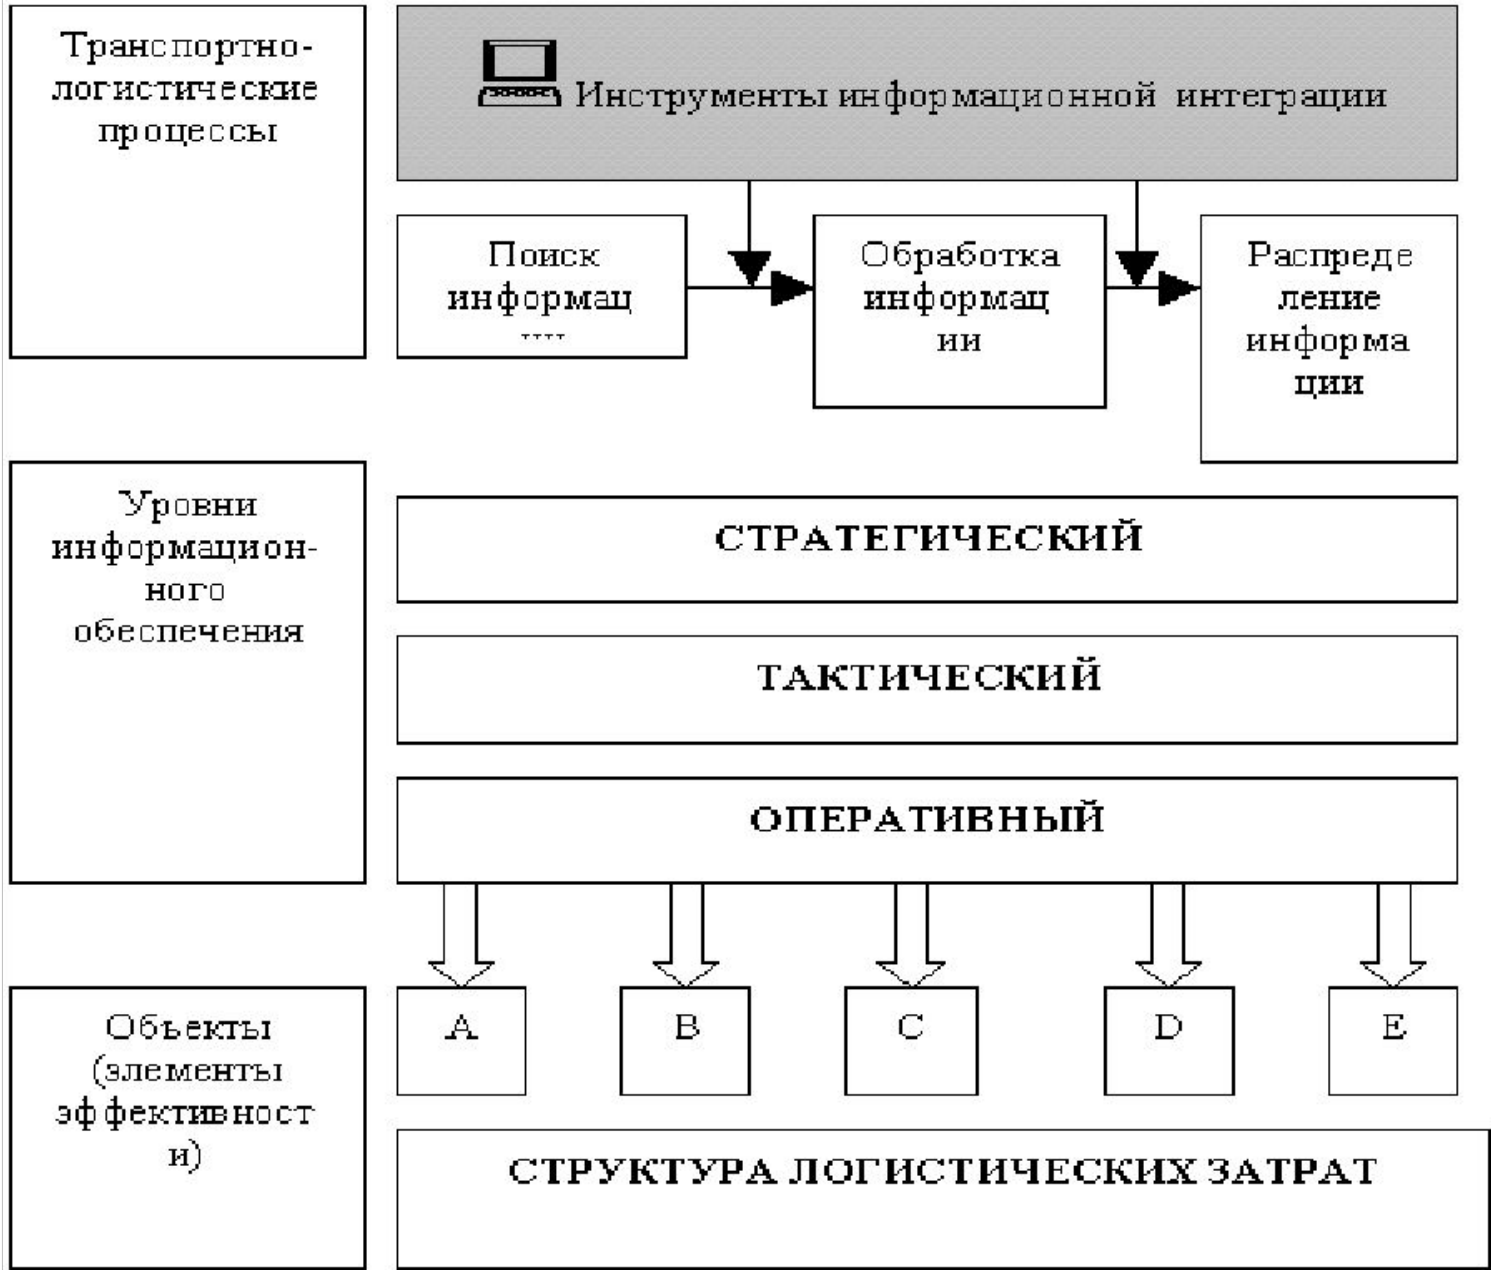 Транспортно-
логистические
процессы
Инструменты информационной интеграции
Поиск
информац
Обработка
информац
ии
Распреде
ление
информа
ции
Уровни
информацион-
ного
обеспечения
СТРАТЕГИЧЕСКИЙ
ТАКТИЧЕСКИЙ
ОПЕРАТИВНЫЙ
Объекты
(элементы
эффективност
и)
A
B
C
D
E
СТРУКТУРА ЛОГИСТИЧЕСКИХ ЗАТРАТ